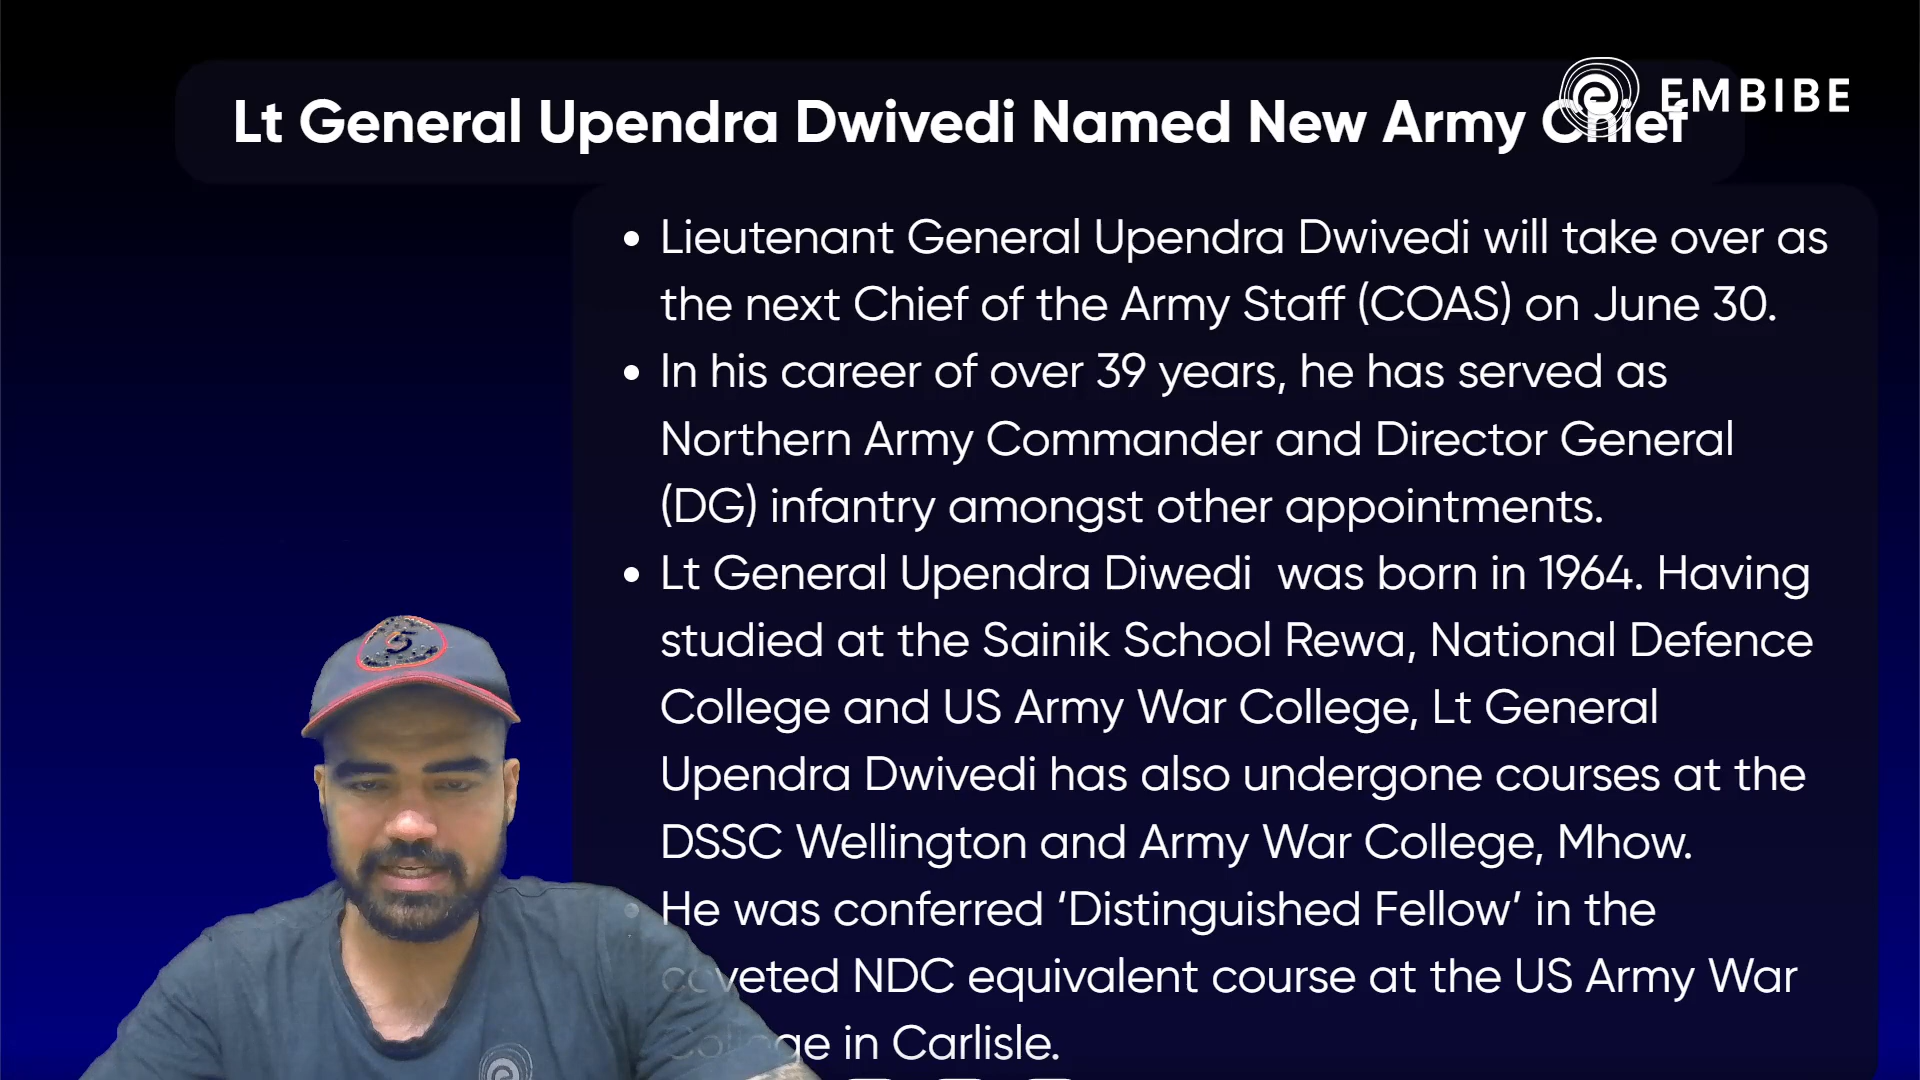 EMBIBE
Lt General Upendra Dwivedi Named New Army Chief
• Lieutenant General Upendra Dwivedi will take over as
the next Chief of the Army Staff (COAS) on June 30.
• In his career of over 39 years, he has served as
Northern Army Commander and Director General
(DG) infantry amongst other appointments.
• Lt General Upendra Diwedi was born in 1964. Having
studied at the Sainik School Rewa, National Defence
College and US Army War College, Lt General
Upendra Dwivedi has also undergone courses at the
DSSC Wellington and Army War College, Mhow.
• He was conferred ‘Distinguished Fellow’ in the
coveted NDC equivalent course at the US Army War
College in Carlisle.